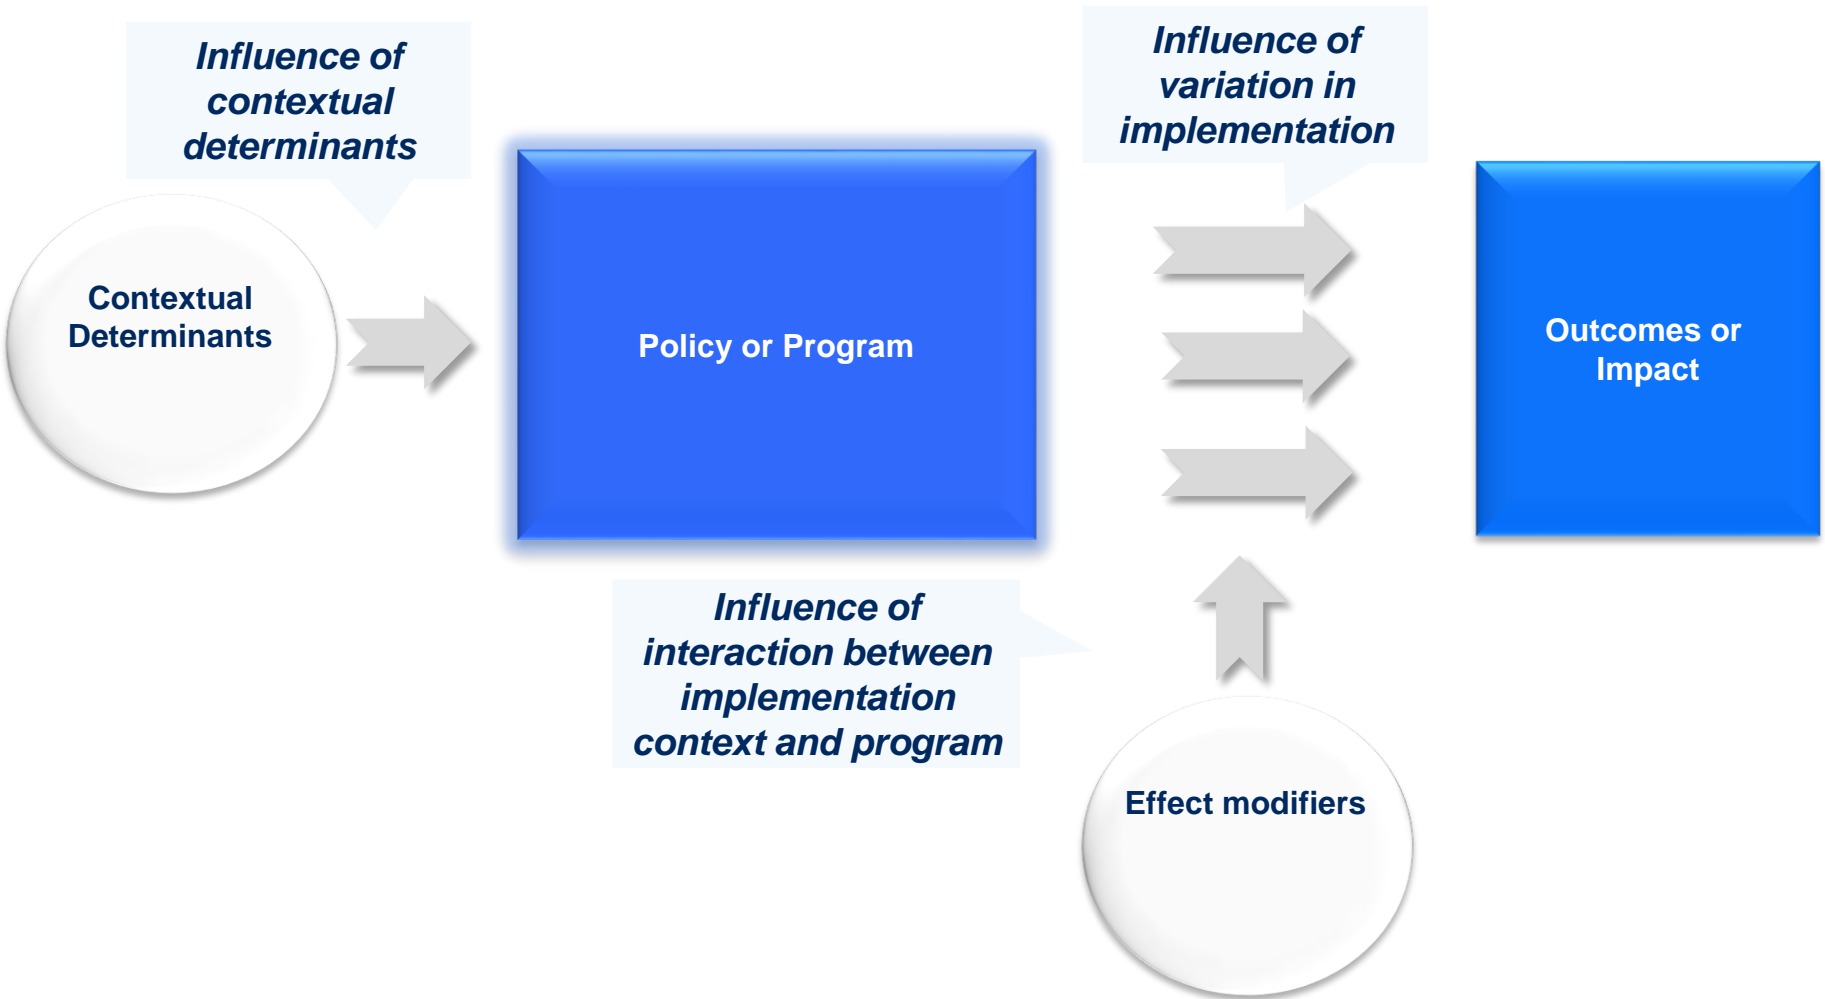 Influence of
contextual
determinants
Influence of
variation in
implementation
Contextual
Determinants
Policy or Program
Outcomes or
Impact
Influence of
interaction between
implementation
context and program
Effect modifiers